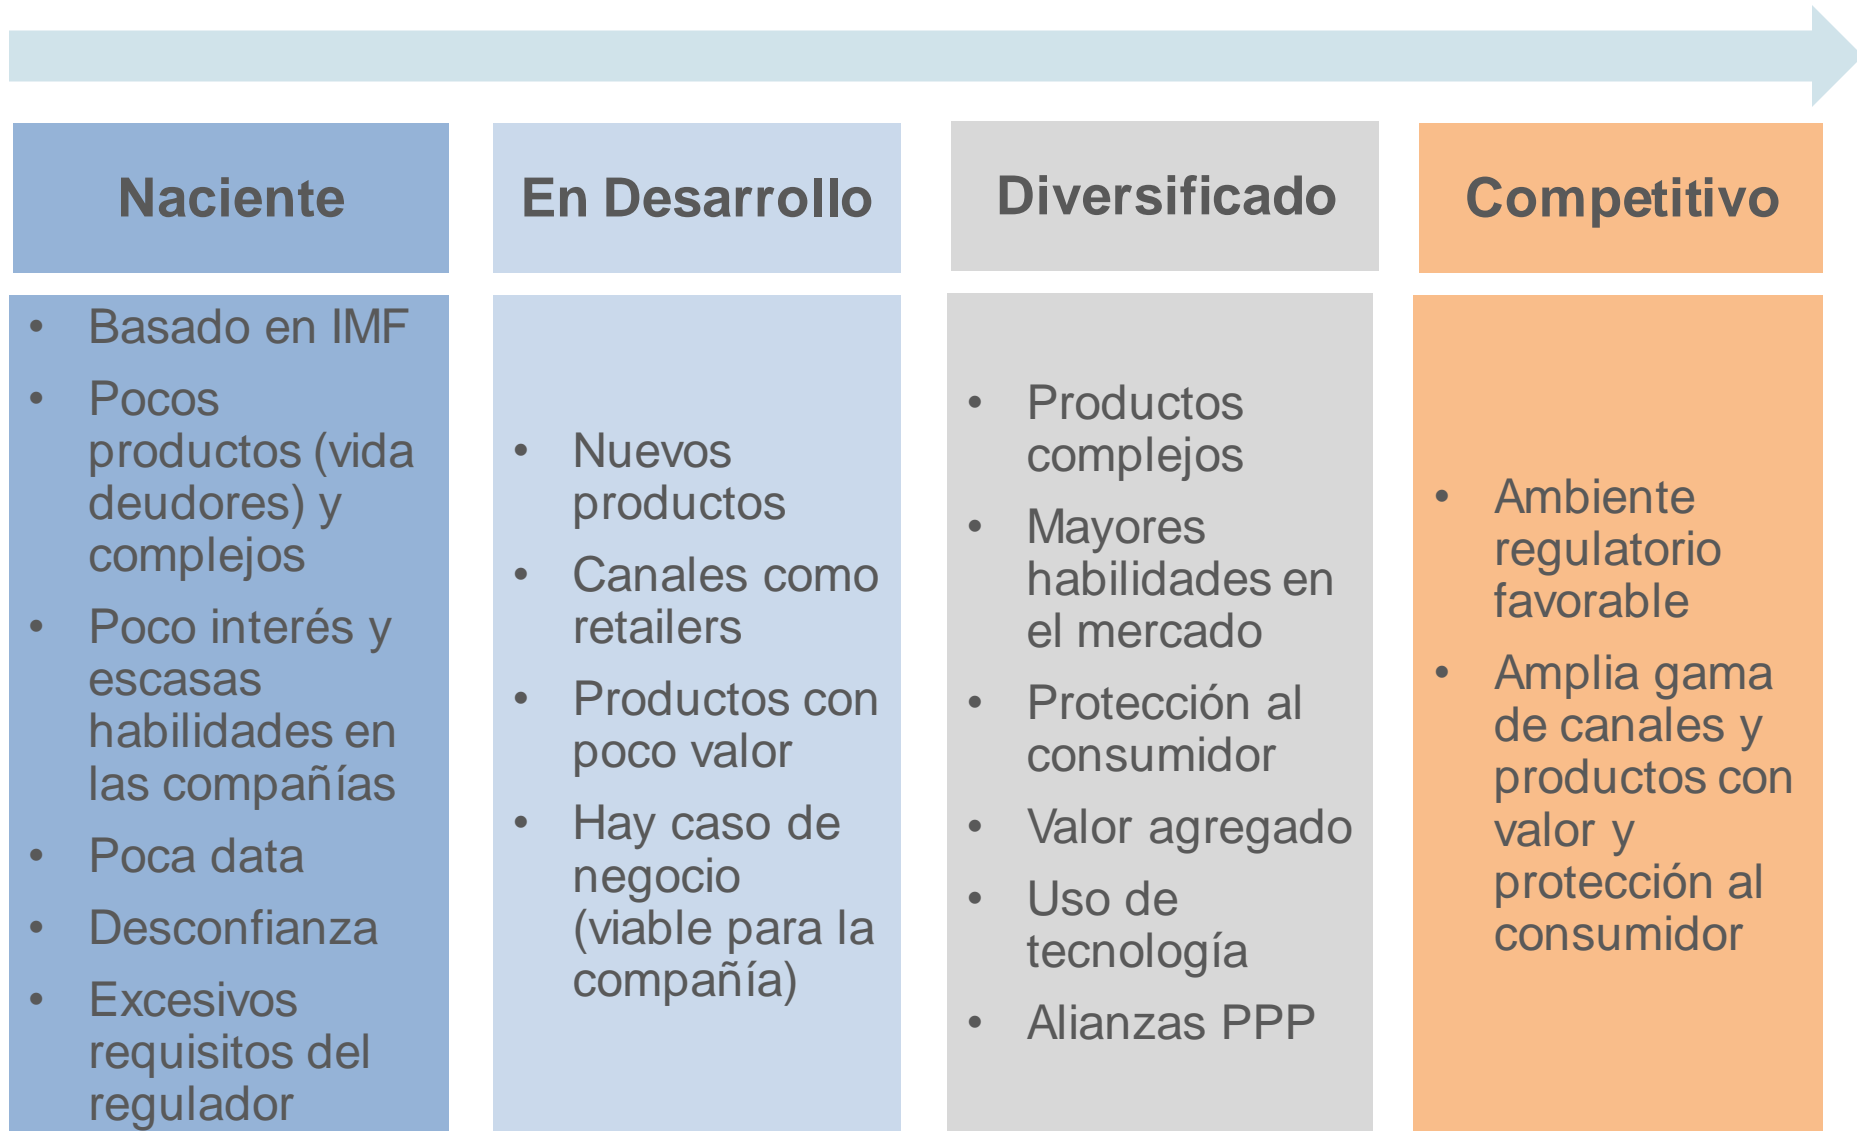 Naciente
• Basado en IMF
• Pocos
productos (vida
deudores) y
complejos
• Poco interés y
escasas
habilidades en
las compañías
• Poca data
• Desconfianza
• Excesivos
requisitos del
regulador
En Desarrollo
• Nuevos
productos
• Canales como
retailers
• Productos con
poco valor
• Hay caso de
negocio
(viable para la
compañía)
Diversificado
• Productos
complejos
• Mayores
habilidades en
el mercado
• Protección al
consumidor
• Valor agregado
• Uso de
tecnología
• Alianzas PPP
Competitivo
• Ambiente
regulatorio
favorable
• Amplia gama
de canales y
productos con
valor y
protección al
consumidor